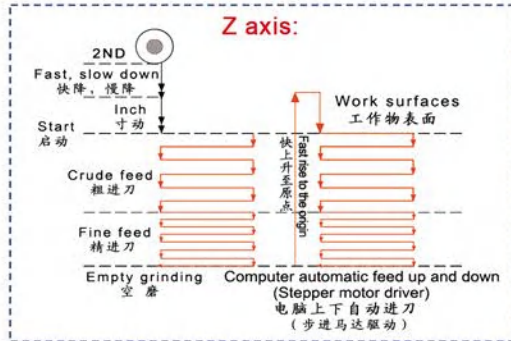 Z axis:
2ND
Fast, slow down
快降，慢降
Inch
寸动
Start
启动
Work surfaces
工作物表面
Crude feed
粗进刀
Fine feed
精进刀
Fast rise to the origin
快上升至原点
Empty grinding
空磨
Computer automatic feed up and down
(Stepper motor driver)
电脑上下自动进刀
(步进马达驱动)